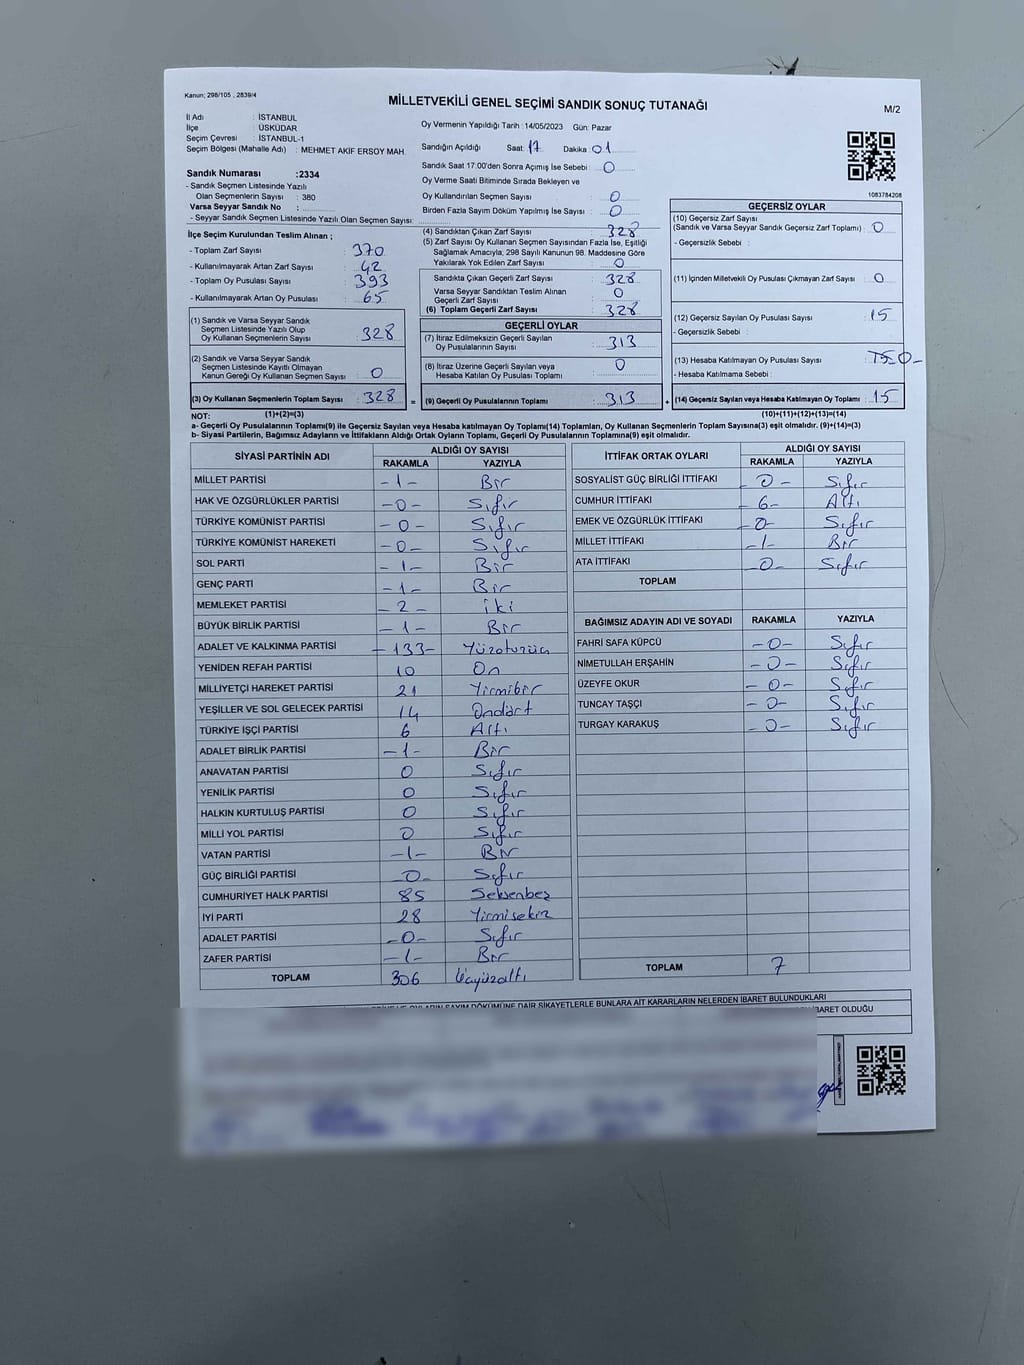 Kanun: 298/105 , 2839/4
MİLLETVEKİLİ GENEL SEÇİMİ SANDIK SONUÇ TUTANAĞI
M/2
İl Adı : İSTANBUL
İlçe : ÜSKÜDAR
Seçim Çevresi : İSTANBUL-1
Seçim Bölgesi (Mahalle Adı) : MEHMET AKİF ERSOY MAH.
Sandık Numarası : 2334
- Sandık Seçmen Listesinde Yazılı
Olan Seçmenlerin Sayısı : 380
Varsa Seyyar Sandık No :
- Seyyar Sandık Seçmen Listesinde Yazılı Olan Seçmen Sayısı:
İlçe Seçim Kurulundan Teslim Alınan ;
- Toplam Zarf Sayısı : 370
- Kullanılmayarak Artan Zarf Sayısı : 42
- Toplam Oy Pusulası Sayısı : 393
- Kullanılmayarak Artan Oy Pusulası : 65
(1) Sandık ve Varsa Seyyar Sandık
Seçmen Listesinde Yazılı Olup
Oy Kullanan Seçmenlerin Sayısı : 328
(2) Sandık ve Varsa Seyyar Sandık
Seçmen Listesinde Kayıtlı Olmayan
Kanun Gereği Oy Kullanan Seçmen Sayısı : 0
(3) Oy Kullanan Seçmenlerin Toplam Sayısı : 328
Oy Vermenin Yapıldığı Tarih : 14/05/2023 Gün: Pazar
Sandığın Açıldığı Saat: 17 Dakika : 01
Sandık Saat 17:00'den Sonra Açımış İse Sebebi : 0
Oy Verme Saati Bitiminde Sırada Bekleyen ve
Oy Kullandırılan Seçmen Sayısı : 0
Birden Fazla Sayım Döküm Yapılmış İse Sayısı : 0
(4) Sandıktan Çıkan Zarf Sayısı : 328
(5) Zarf Sayısı Oy Kullanan Seçmen Sayısından Fazla İse, Eşitliği
Sağlamak Amacıyla, 298 Sayılı Kanunun 98. Maddesine Göre
Yakılarak Yok Edilen Zarf Sayısı : 0
Sandıkta Çıkan Geçerli Zarf Sayısı : 328
Varsa Seyyar Sandıktan Teslim Alınan
Geçerli Zarf Sayısı : 0
(6) Toplam Geçerli Zarf Sayısı : 328
GEÇERLİ OYLAR
(7) İtiraz Edilmeksizin Geçerli Sayılan
Oy Pusulalarının Sayısı : 313
(8) İtiraz Üzerine Geçerli Sayılan veya
Hesaba Katılan Oy Pusulası Toplamı : 0
= (9) Geçerli Oy Pusulalarının Toplamı : 313
1083784208
GEÇERSİZ OYLAR
(10) Geçersiz Zarf Sayısı
(Sandık ve Varsa Seyyar Sandık Geçersiz Zarf Toplamı) : 0
- Geçersizlik Sebebi :
(11) İçinden Milletvekili Oy Pusulası Çıkmayan Zarf Sayısı : 0
(12) Geçersiz Sayılan Oy Pusulası Sayısı : 15
- Geçersizlik Sebebi :
(13) Hesaba Katılmayan Oy Pusulası Sayısı : 15 0-
- Hesaba Katılmama Sebebi :
+ (14) Geçersiz Sayılan veya Hesaba Katılmayan Oy Toplamı : 15
NOT: (1)+(2)=(3) (10)+(11)+(12)+(13)=(14)
a- Geçerli Oy Pusulalarının Toplamı(9) ile Geçersiz Sayılan veya Hesaba katılmayan Oy Toplamı(14) Toplamları, Oy Kullanan Seçmenlerin Toplam Sayısına(3) eşit olmalıdır. (9)+(14)=(3)
b- Siyasi Partilerin, Bağımsız Adayların ve İttifakların Aldığı Ortak Oyların Toplamı, Geçerli Oy Pusulalarının Toplamına(9) eşit olmalıdır.
SİYASİ PARTİNİN ADI ALDIĞI OY SAYISI
RAKAMLA YAZIYLA
MİLLET PARTİSİ -1- Bir
HAK VE ÖZGÜRLÜKLER PARTİSİ -0- Sıfır
TÜRKİYE KOMÜNİST PARTİSİ -0- Sıfır
TÜRKİYE KOMÜNİST HAREKETİ -0- Sıfır
SOL PARTİ -1- Bir
GENÇ PARTİ -1- Bir
MEMLEKET PARTİSİ -2- iki
BÜYÜK BİRLİK PARTİSİ -1- Bir
ADALET VE KALKINMA PARTİSİ -133- Yüzotuzüç
YENİDEN REFAH PARTİSİ 10 On
MİLLİYETÇİ HAREKET PARTİSİ 21 Yirmibir
YEŞİLLER VE SOL GELECEK PARTİSİ 14 Ondört
TÜRKİYE İŞÇİ PARTİSİ 6 Altı
ADALET BİRLİK PARTİSİ -1- Bir
ANAVATAN PARTİSİ 0 Sıfır
YENİLİK PARTİSİ 0 Sıfır
HALKIN KURTULUŞ PARTİSİ 0 Sıfır
MİLLİ YOL PARTİSİ 0 Sıfır
VATAN PARTİSİ -1- Bir
GÜÇ BİRLİĞİ PARTİSİ -0- Sıfır
CUMHURİYET HALK PARTİSİ 85 Seksenbeş
İYİ PARTİ 28 Yirmisekiz
ADALET PARTİSİ -0- Sıfır
ZAFER PARTİSİ -1- Bir
TOPLAM 306 Üçyüzaltı
İTTİFAK ORTAK OYLARI ALDIĞI OY SAYISI
RAKAMLA YAZIYLA
SOSYALİST GÜÇ BİRLİĞİ İTTİFAKI -0- Sıfır
CUMHUR İTTİFAKI 6- Altı
EMEK VE ÖZGÜRLÜK İTTİFAKI -0- Sıfır
MİLLET İTTİFAKI -1- Bir
ATA İTTİFAKI -0- Sıfır
TOPLAM
BAĞIMSIZ ADAYIN ADI VE SOYADI RAKAMLA YAZIYLA
FAHRİ SAFA KÜPCÜ -0- Sıfır
NİMETULLAH ERŞAHİN -0- Sıfır
ÜZEYFE OKUR -0- Sıfır
TUNCAY TAŞÇI -0- Sıfır
TURGAY KARAKUŞ -0- Sıfır
TOPLAM 7
OYLARIN SAYIM DÖKÜMÜNE DAİR ŞİKAYETLERLE BUNLARA AİT KARARLARIN NELERDEN İBARET BULUNDUKLARI
İBARET OLDUĞU